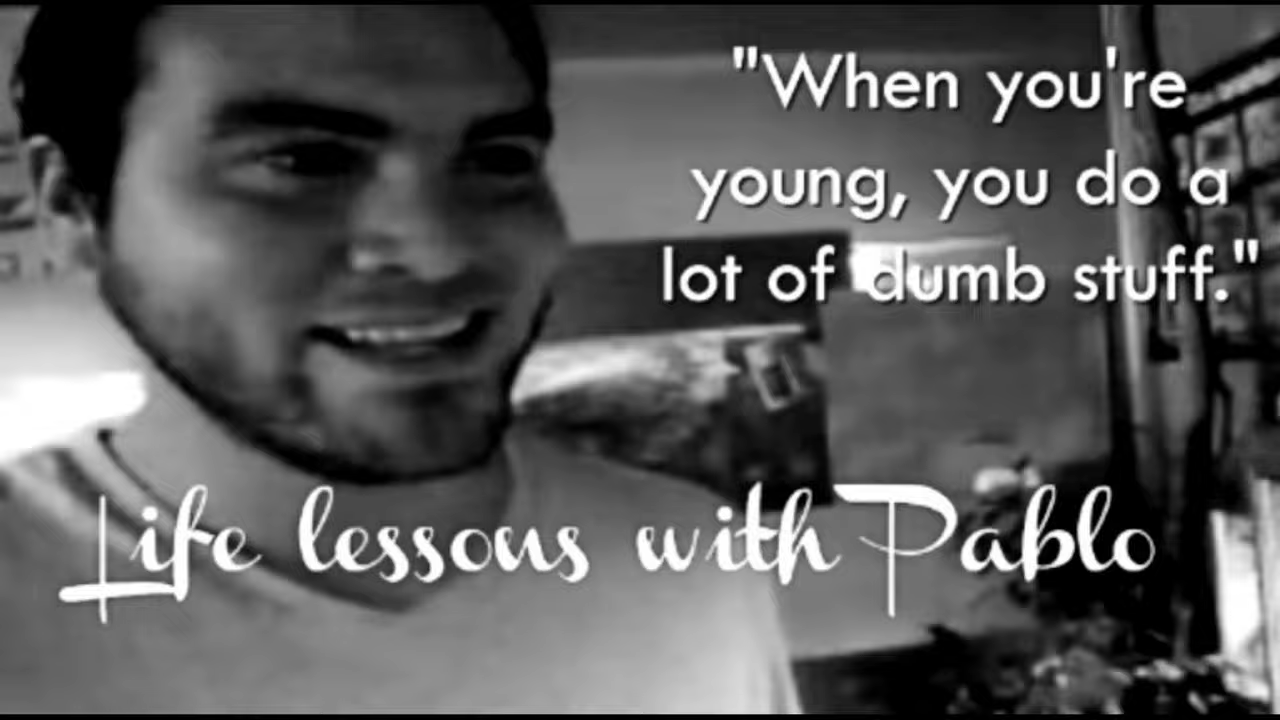 "When you're
young, you do a
lot of dumb stuff."
Life lessons with Pablo